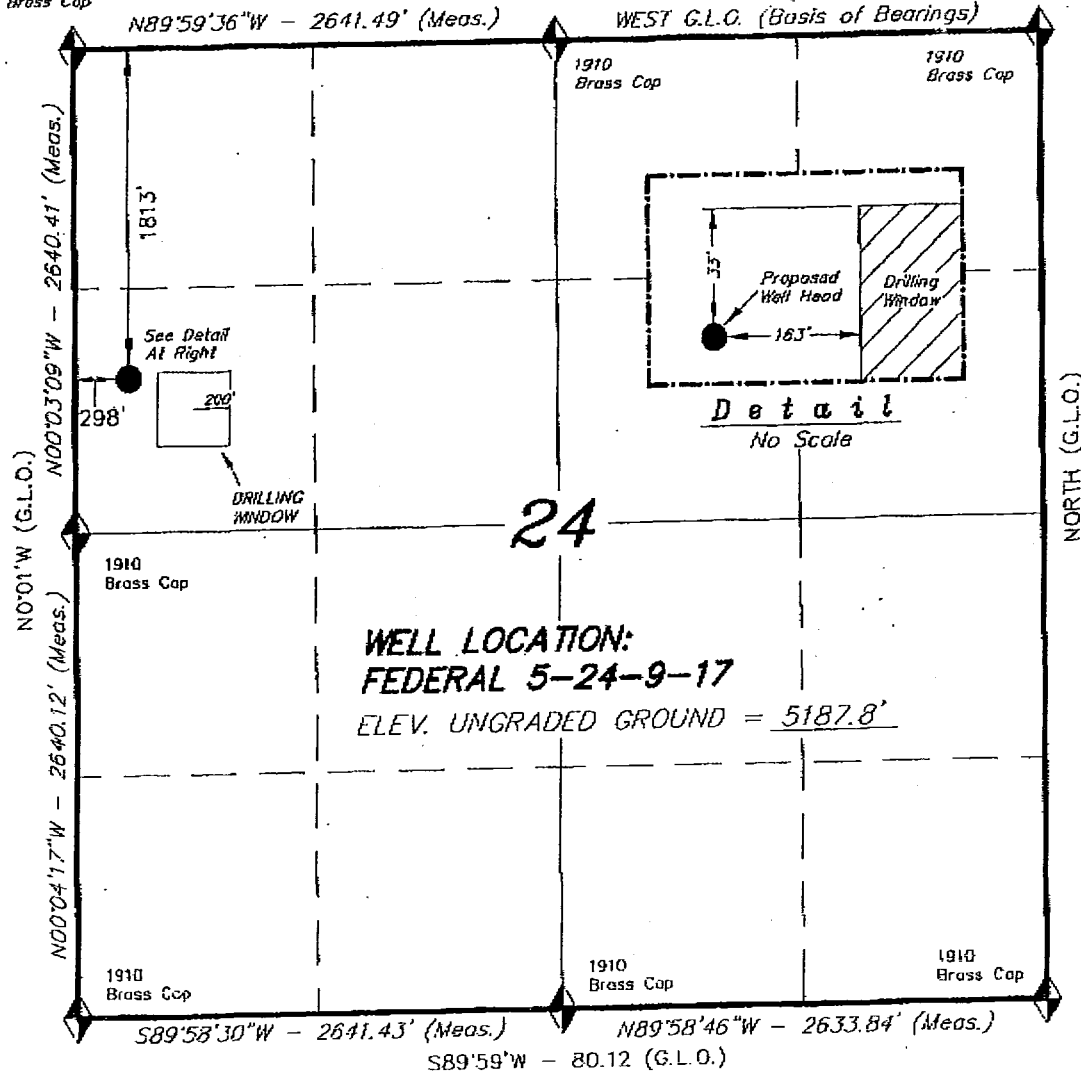 Brass Cap
N89°59'36"W - 2641.49' (Meas.)
WEST G.L.O. (Basis of Bearings)
1910
Brass Cap
1910
Brass Cap
N00°03'09"W - 2640.41' (Meas.)
1813'
33'
Proposed
Well Head
Drilling
Window
163'
See Detail
At Right
200'
298'
Detail
No Scale
DRILLING
WINDOW
N0°01'W (G.L.O.)
NORTH (G.L.O.)
24
1910
Brass Cap
WELL LOCATION:
FEDERAL 5-24-9-17
ELEV. UNGRADED GROUND = 5187.8'
N00°04'17"W - 2640.12' (Meas.)
1910
Brass Cap
1910
Brass Cap
1910
Brass Cap
S89°58'30"W - 2641.43' (Meas.)
N89°58'46"W - 2633.84' (Meas.)
S89°59'W - 80.12 (G.L.O.)